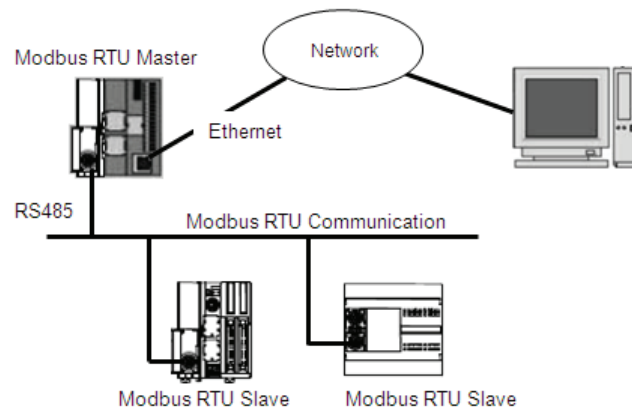 Network
Modbus RTU Master
Ethernet
RS485
Modbus RTU Communication
Modbus RTU Slave
Modbus RTU Slave